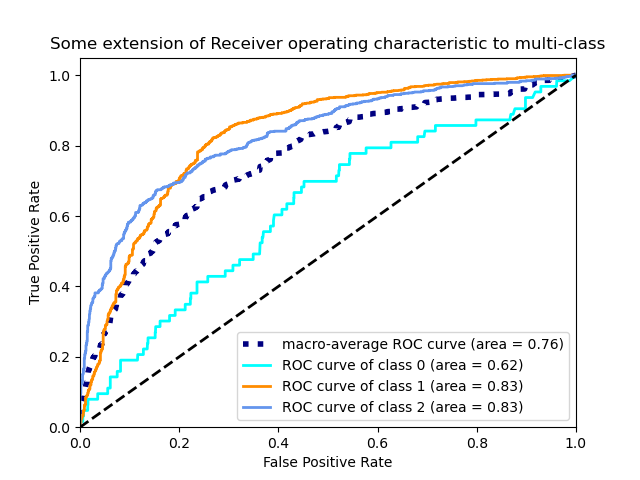 Some extension of Receiver operating characteristic to multi-class
1.0
0.8
0.6
0.4
0.2
0.0
True Positive Rate
macro-average ROC curve (area = 0.76)
ROC curve of class 0 (area = 0.62)
ROC curve of class 1 (area = 0.83)
ROC curve of class 2 (area = 0.83)
0.0 0.2 0.4 0.6 0.8 1.0
False Positive Rate